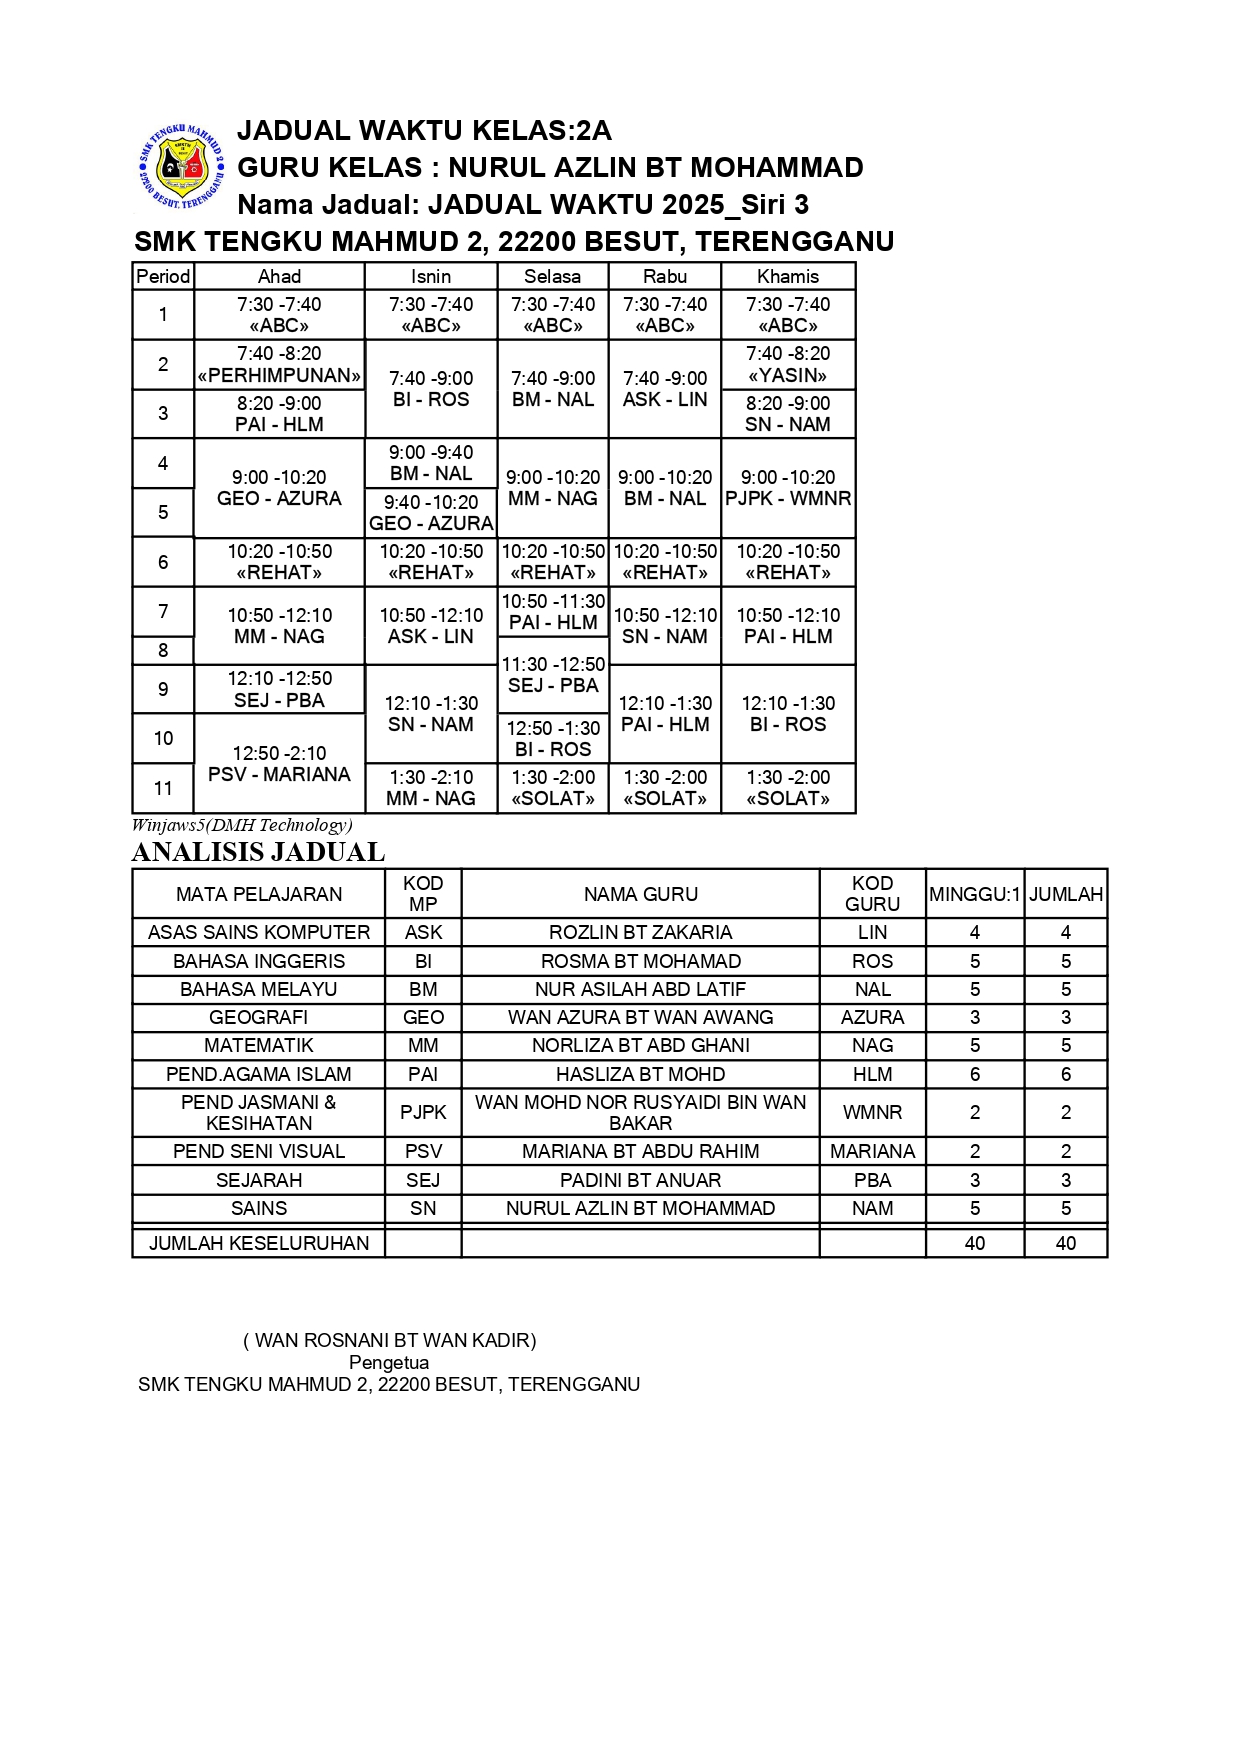 SMK TENGKU MAHMUD 2
22200 BESUT, TERENGGANU
JADUAL WAKTU KELAS:2A
GURU KELAS : NURUL AZLIN BT MOHAMMAD
Nama Jadual: JADUAL WAKTU 2025_Siri 3
SMK TENGKU MAHMUD 2, 22200 BESUT, TERENGGANU
Period Ahad Isnin Selasa Rabu Khamis
1
7:30 -7:40 7:30 -7:40 7:30 -7:40 7:30 -7:40 7:30 -7:40
«ABC» «ABC» «ABC» «ABC» «ABC»
2
7:40 -8:20
«PERHIMPUNAN»
7:40 -9:00
BI - ROS
7:40 -9:00
BM - NAL
7:40 -9:00
ASK - LIN
7:40 -8:20
«YASIN»
3
8:20 -9:00
PAI - HLM
8:20 -9:00
SN - NAM
4
9:00 -10:20
GEO - AZURA
9:00 -9:40
BM - NAL
9:00 -10:20
MM - NAG
9:00 -10:20
BM - NAL
9:00 -10:20
PJPK - WMNR
5
9:40 -10:20
GEO - AZURA
6
10:20 -10:50 10:20 -10:50 10:20 -10:50 10:20 -10:50 10:20 -10:50
«REHAT» «REHAT» «REHAT» «REHAT» «REHAT»
7
10:50 -12:10
MM - NAG
10:50 -12:10
ASK - LIN
10:50 -11:30
PAI - HLM
10:50 -12:10
SN - NAM
10:50 -12:10
PAI - HLM
8
11:30 -12:50
SEJ - PBA
9
12:10 -12:50
SEJ - PBA
12:10 -1:30
SN - NAM
12:10 -1:30
PAI - HLM
12:10 -1:30
BI - ROS
10
12:50 -2:10
PSV - MARIANA
12:50 -1:30
BI - ROS
11
1:30 -2:10
MM - NAG
1:30 -2:00
«SOLAT»
1:30 -2:00
«SOLAT»
1:30 -2:00
«SOLAT»
Winjaws5(DMH Technology)
ANALISIS JADUAL
MATA PELAJARAN KOD MP NAMA GURU KOD GURU MINGGU:1 JUMLAH
ASAS SAINS KOMPUTER ASK ROZLIN BT ZAKARIA LIN 4 4
BAHASA INGGERIS BI ROSMA BT MOHAMAD ROS 5 5
BAHASA MELAYU BM NUR ASILAH ABD LATIF NAL 5 5
GEOGRAFI GEO WAN AZURA BT WAN AWANG AZURA 3 3
MATEMATIK MM NORLIZA BT ABD GHANI NAG 5 5
PEND.AGAMA ISLAM PAI HASLIZA BT MOHD HLM 6 6
PEND JASMANI & KESIHATAN PJPK WAN MOHD NOR RUSYAIDI BIN WAN BAKAR WMNR 2 2
PEND SENI VISUAL PSV MARIANA BT ABDU RAHIM MARIANA 2 2
SEJARAH SEJ PADINI BT ANUAR PBA 3 3
SAINS SN NURUL AZLIN BT MOHAMMAD NAM 5 5
JUMLAH KESELURUHAN 40 40
( WAN ROSNANI BT WAN KADIR)
Pengetua
SMK TENGKU MAHMUD 2, 22200 BESUT, TERENGGANU